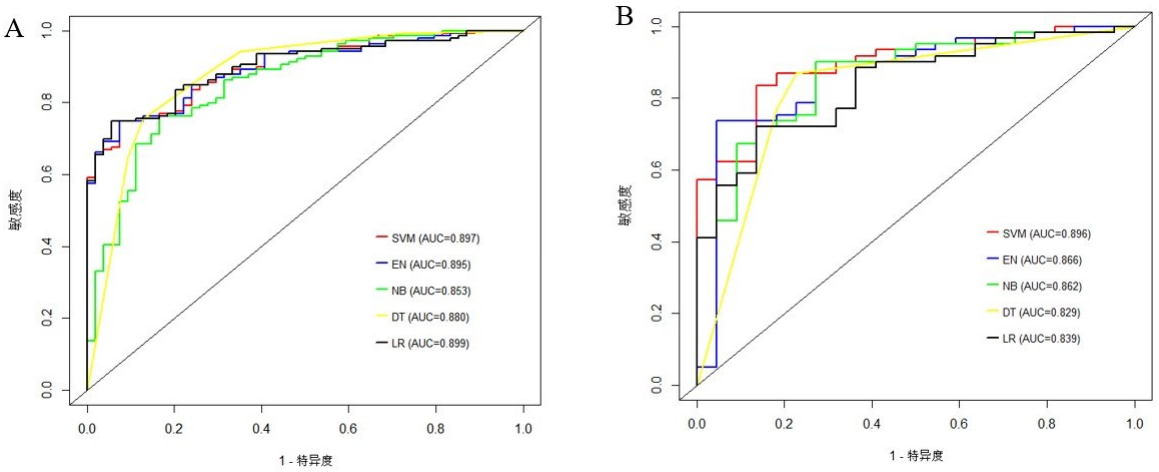 A
1.0
0.8
0.6
0.4
0.2
0.0
敏感度
SVM (AUC=0.897)
EN (AUC=0.895)
NB (AUC=0.853)
DT (AUC=0.880)
LR (AUC=0.899)
0.0 0.2 0.4 0.6 0.8 1.0
1 - 特异度
B
1.0
0.8
0.6
0.4
0.2
0.0
敏感度
SVM (AUC=0.896)
EN (AUC=0.866)
NB (AUC=0.862)
DT (AUC=0.829)
LR (AUC=0.839)
0.0 0.2 0.4 0.6 0.8 1.0
1 - 特异度